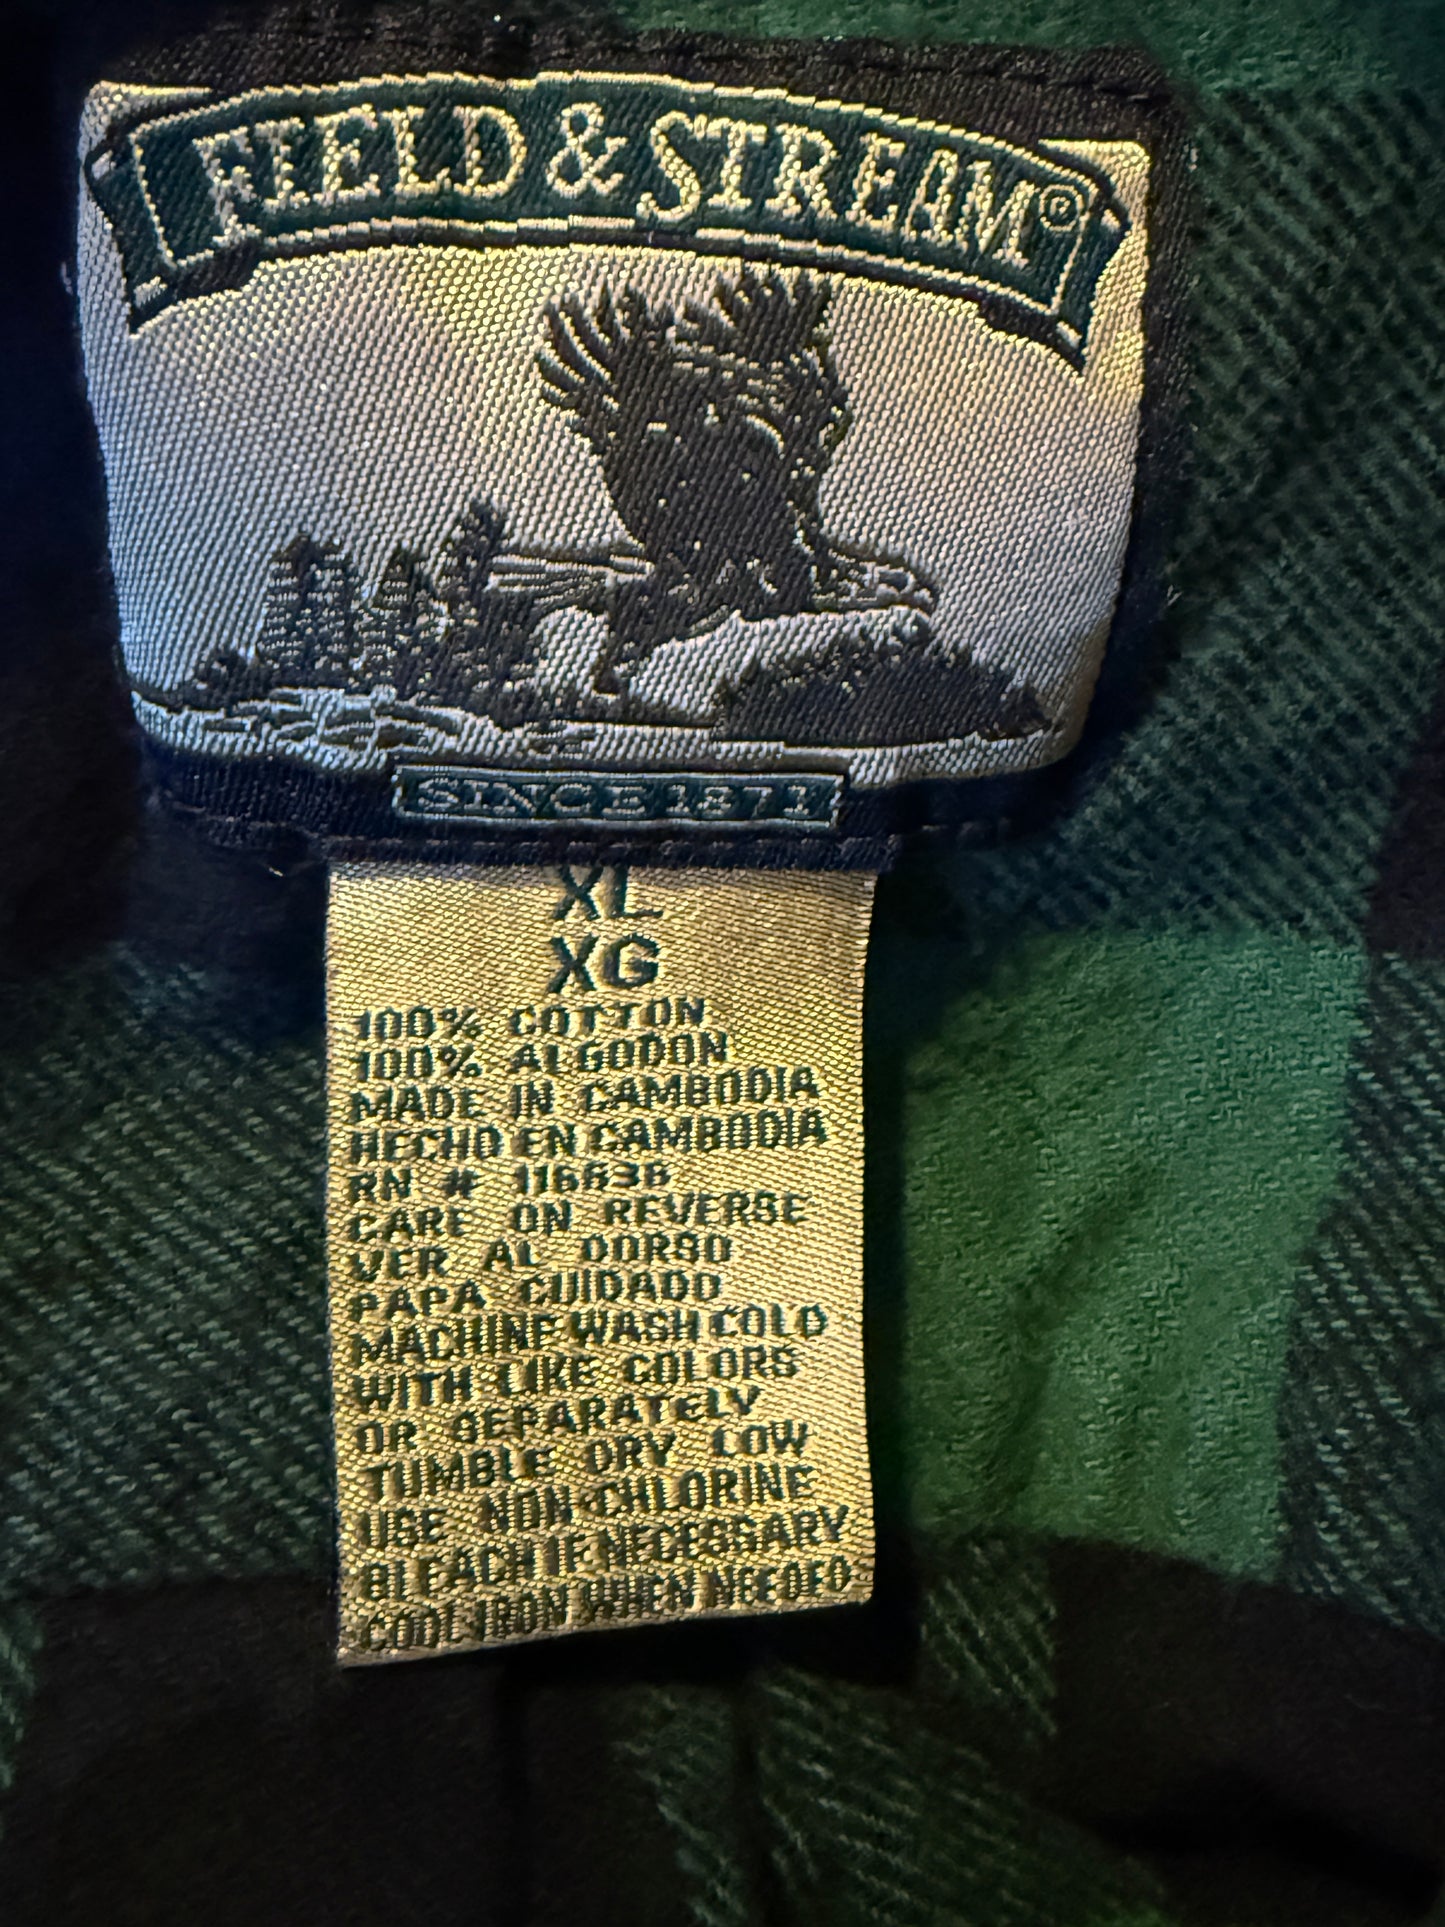 FIELD & STREAM®
SINCE 1871
XL
XG
100% COTTON
100% ALGODON
MADE IN CAMBODIA
HECHO EN CAMBODIA
RN # 116636
CARE ON REVERSE
VER AL DORSO
PAPA CUIDADO
MACHINE WASH COLD
WITH LIKE COLORS
OR SEPARATELY
TUMBLE DRY LOW
USE NON-CHLORINE
BLEACH IF NECESSARY
COOL IRON WHEN NEEDED